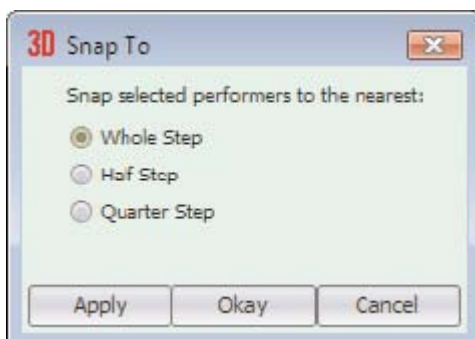 3D Snap To
Snap selected performers to the nearest:
Whole Step
Half Step
Quarter Step
Apply Okay Cancel